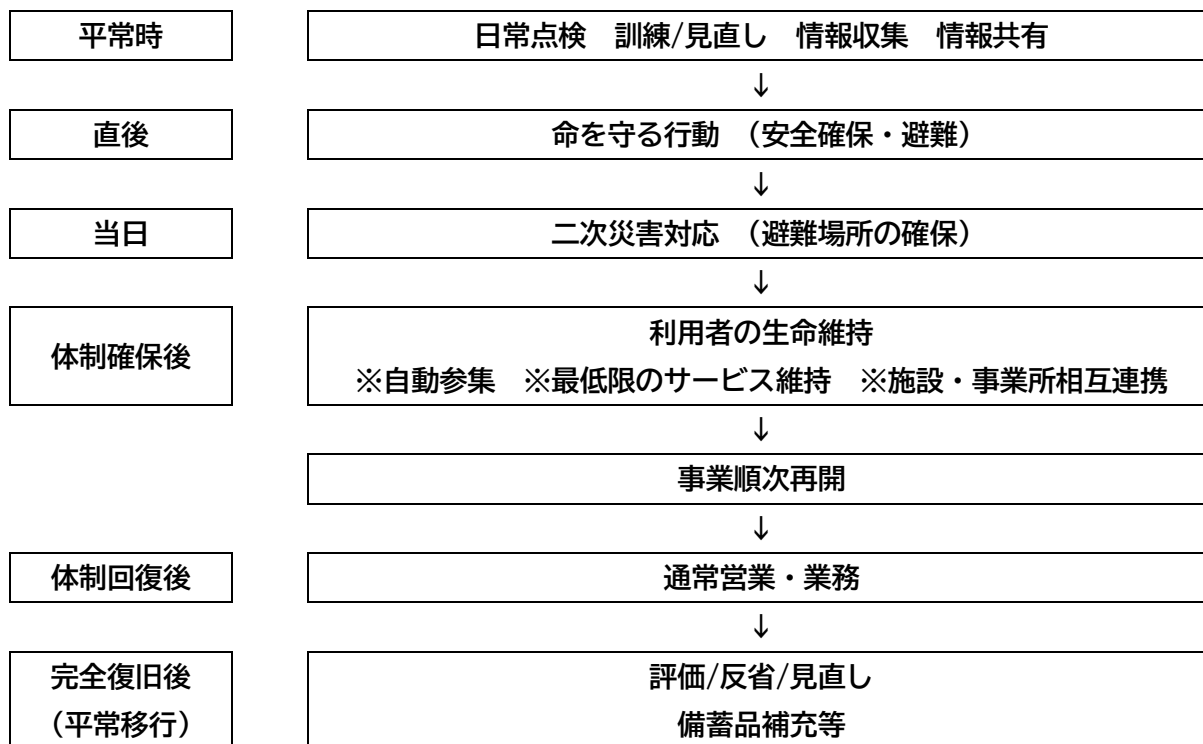 平常時
日常点検　訓練/見直し　情報収集　情報共有
↓
直後
命を守る行動　（安全確保・避難）
↓
当日
二次災害対応　（避難場所の確保）
↓
体制確保後
利用者の生命維持
※自動参集　※最低限のサービス維持　※施設・事業所相互連携
↓
事業順次再開
↓
体制回復後
通常営業・業務
↓
完全復旧後
（平常移行）
評価/反省/見直し
備蓄品補充等